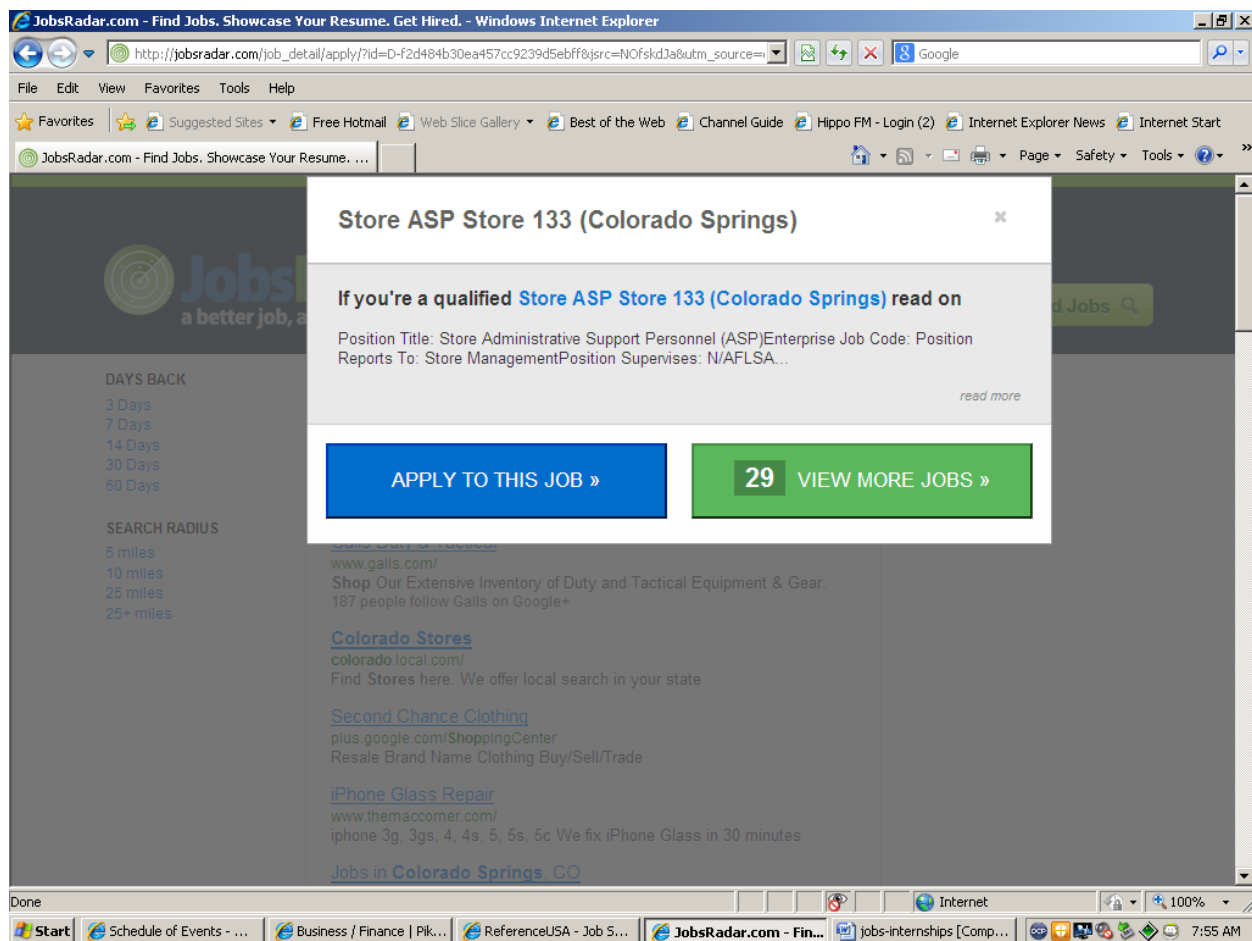 JobsRadar.com - Find Jobs. Showcase Your Resume. Get Hired. - Windows Internet Explorer
http://jobsradar.com/job_detail/apply/?id=D-f2d484b30ea457cc9239d5ebff&jsrc=NOfskdJa&utm_source=
Google
File Edit View Favorites Tools Help
Favorites Suggested Sites Free Hotmail Web Slice Gallery Best of the Web Channel Guide Hippo FM - Login (2) Internet Explorer News Internet Start
JobsRadar.com - Find Jobs. Showcase Your Resume. ...
Page Safety Tools
Store ASP Store 133 (Colorado Springs)
Jobs
a better job, a
If you're a qualified Store ASP Store 133 (Colorado Springs) read on
Position Title: Store Administrative Support Personnel (ASP)Enterprise Job Code: Position
Reports To: Store ManagementPosition Supervises: N/AFLSA...
read more
d Jobs
APPLY TO THIS JOB »
29 VIEW MORE JOBS »
DAYS BACK
3 Days
7 Days
14 Days
30 Days
60 Days
SEARCH RADIUS
5 miles
10 miles
25 miles
25+ miles
Galls Duty & Tactical
www.galls.com/
Shop Our Extensive Inventory of Duty and Tactical Equipment & Gear.
187 people follow Galls on Google+
Colorado Stores
colorado.local.com/
Find Stores here. We offer local search in your state
Second Chance Clothing
plus.google.com/ShoppingCenter
Resale Brand Name Clothing Buy/Sell/Trade
iPhone Glass Repair
www.themaccorner.com/
iphone 3g, 3gs, 4, 4s, 5, 5s, 5c We fix iPhone Glass in 30 minutes
Jobs in Colorado Springs, CO
Done
Internet
100%
Start Schedule of Events - ... Business / Finance | Pik... ReferenceUSA - Job S... JobsRadar.com - Fin... jobs-internships [Comp... 7:55 AM